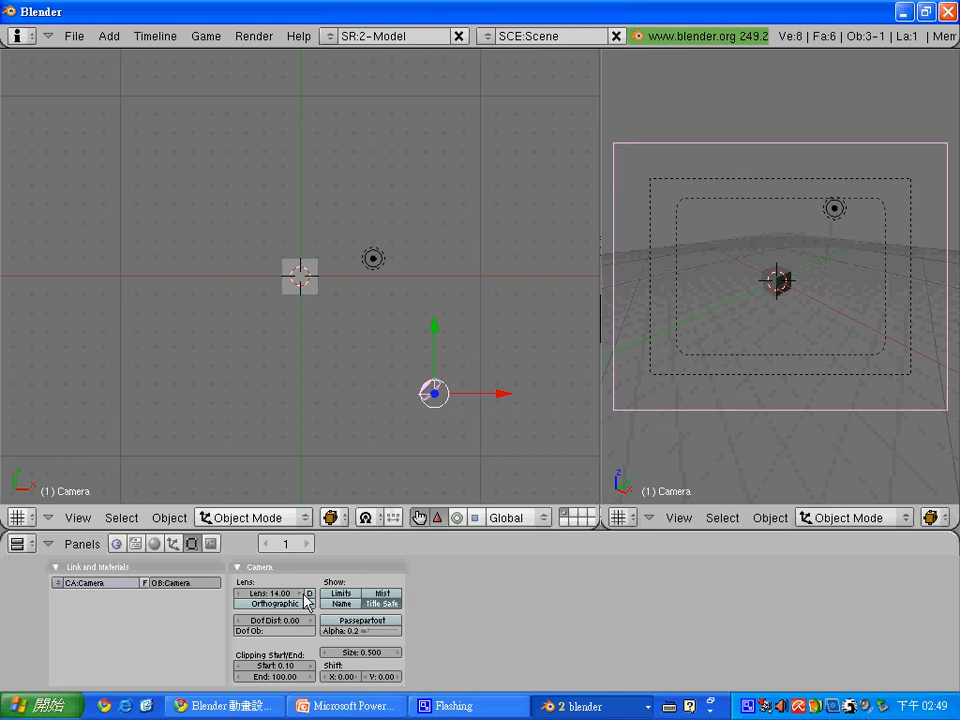 Blender
File Add Timeline Game Render Help SR:2-Model SCE:Scene www.blender.org 249.2 Ve:8 | Fa:6 | Ob:3-1 | La:1 | Mem
(1) Camera
(1) Camera
View Select Object Object Mode Global
View Select Object Object Mode
Panels 1
Link and Materials
CA:Camera F OB:Camera
Camera
Lens: Show:
Lens: 14.00 D Limits Mist
Orthographic Name Title Safe
Dof Dist: 0.00 Passepartout
Dof Ob: Alpha: 0.2
Size: 0.500
Clipping Start/End: Shift:
Start: 0.10 X: 0.00 Y: 0.00
End: 100.00
開始 Blender 動畫設... Microsoft Power... Flashing 2 blender 下午 02:49